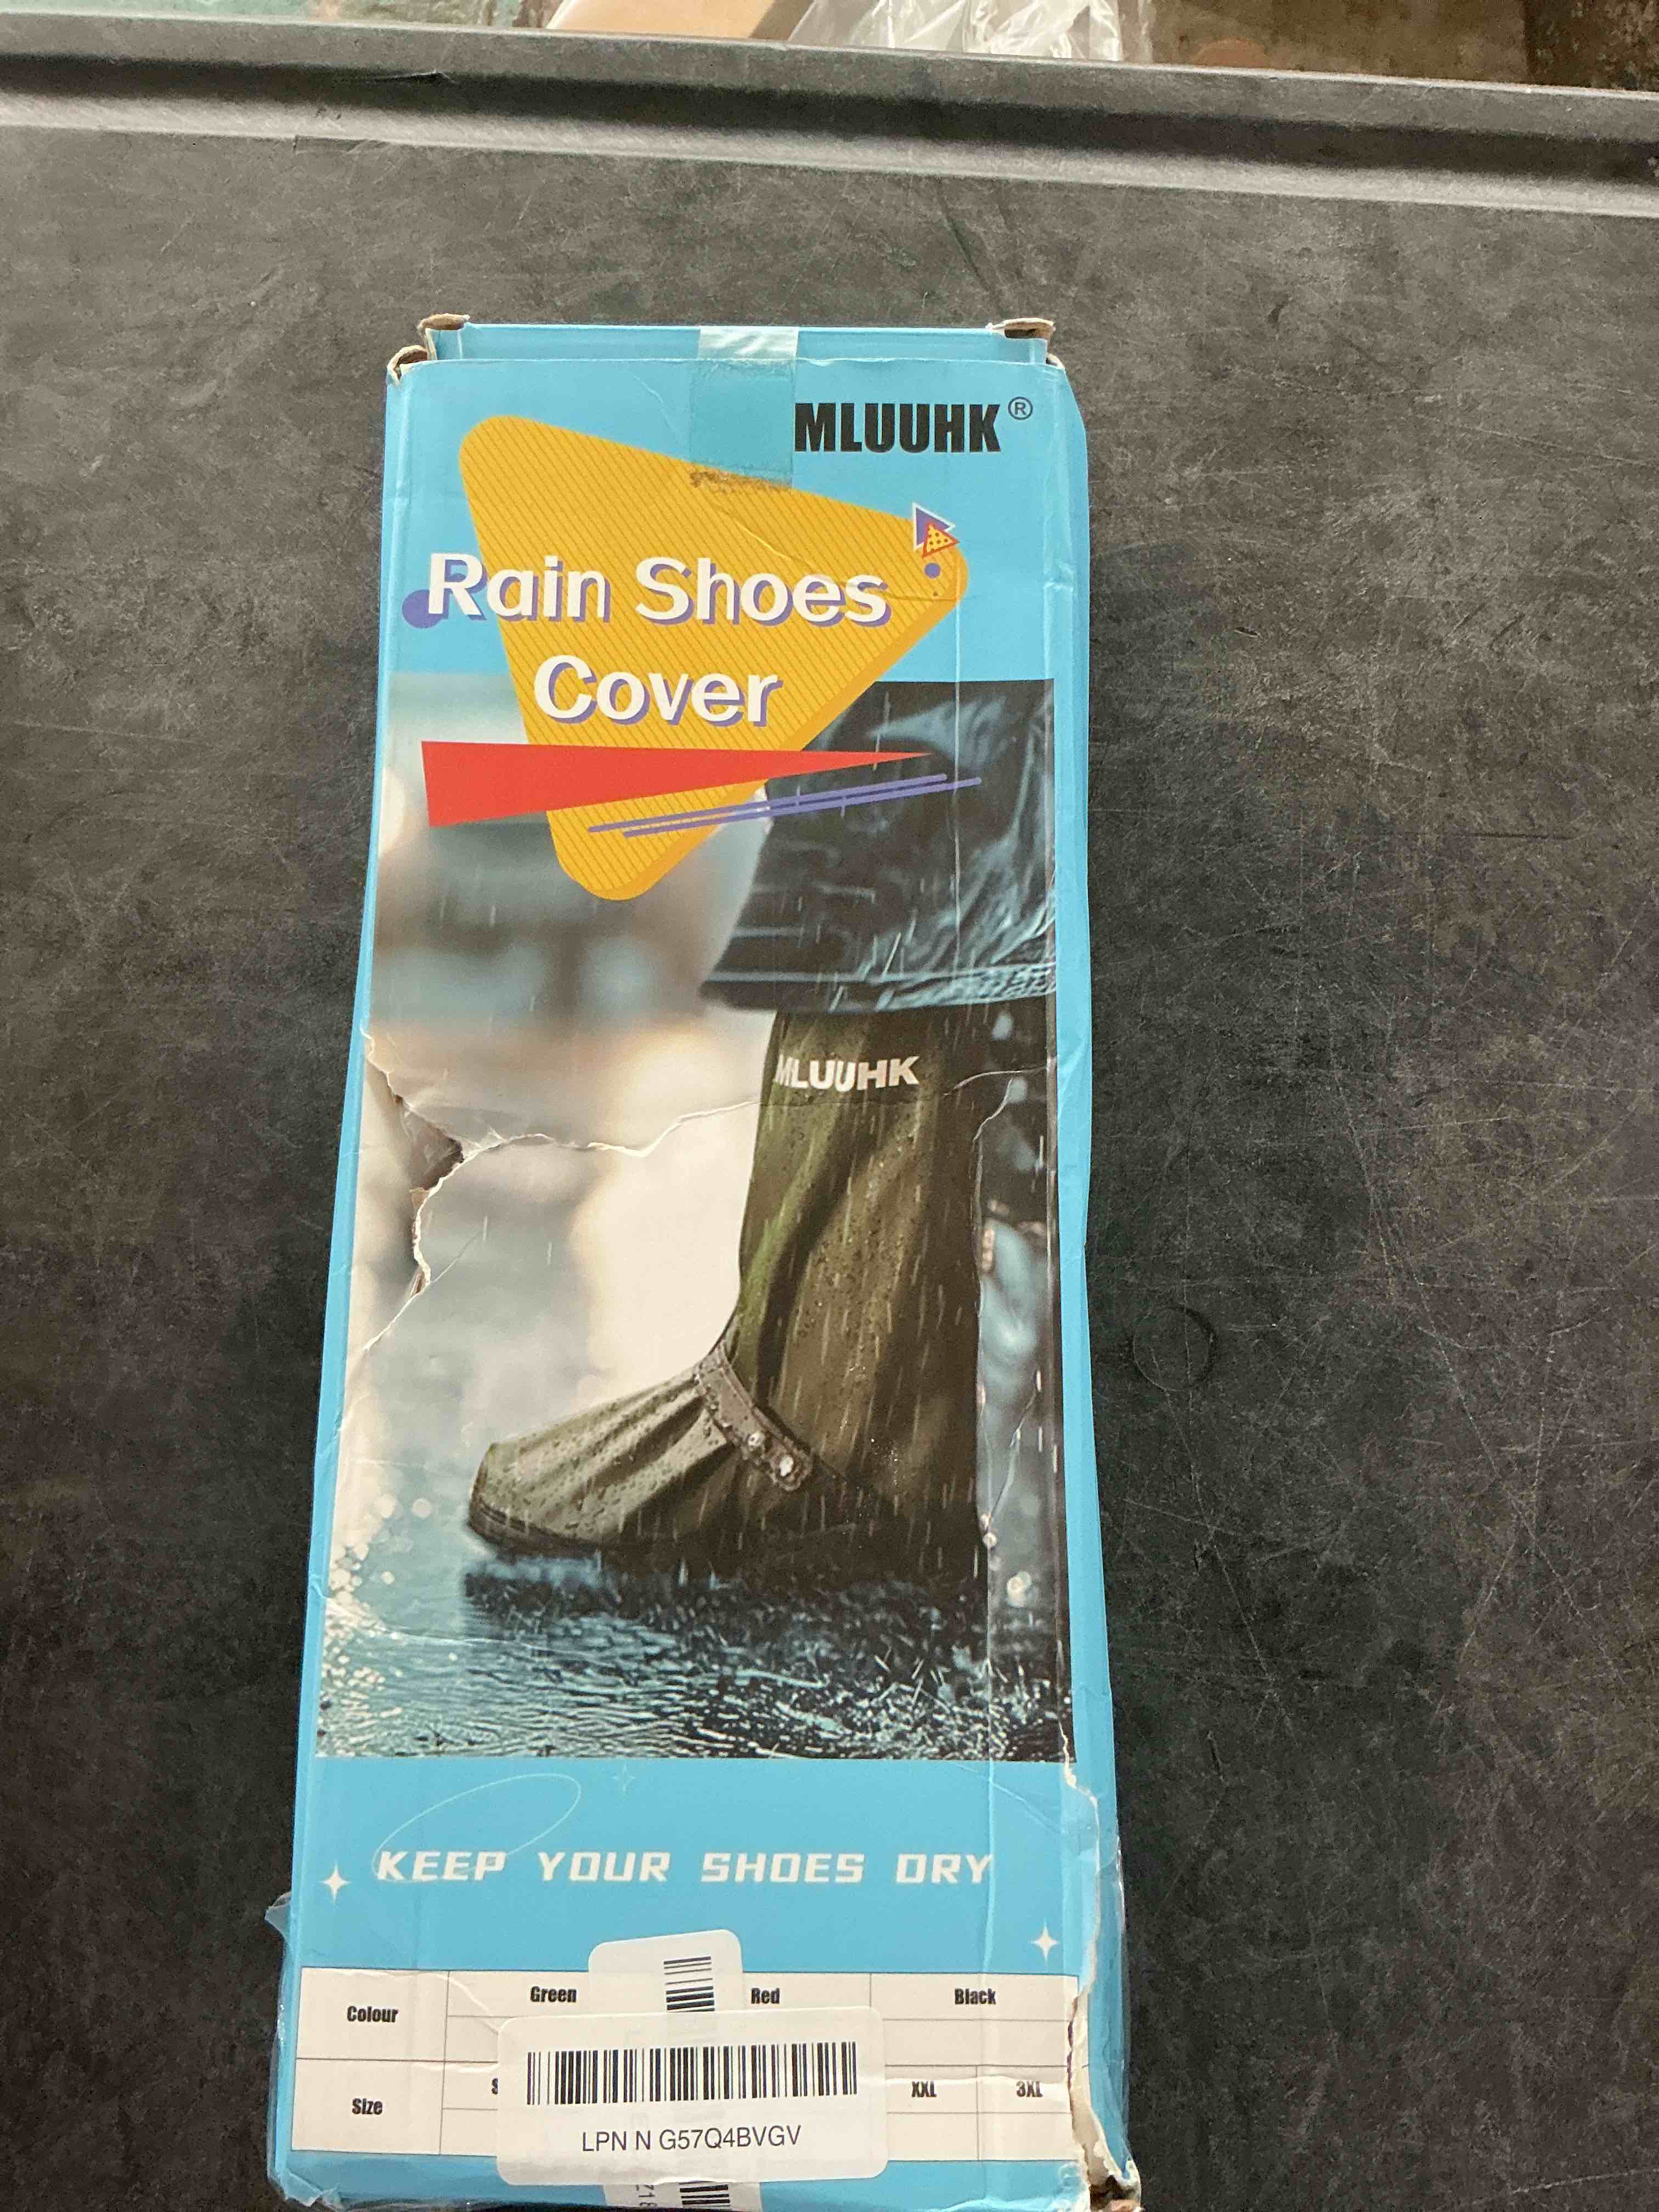 MLUUHK®
Rain Shoes
Cover
MLUUHK
KEEP YOUR SHOES DRY
Colour Green Red Black
Size XXL 3XL
LPN N G57Q4BVGV